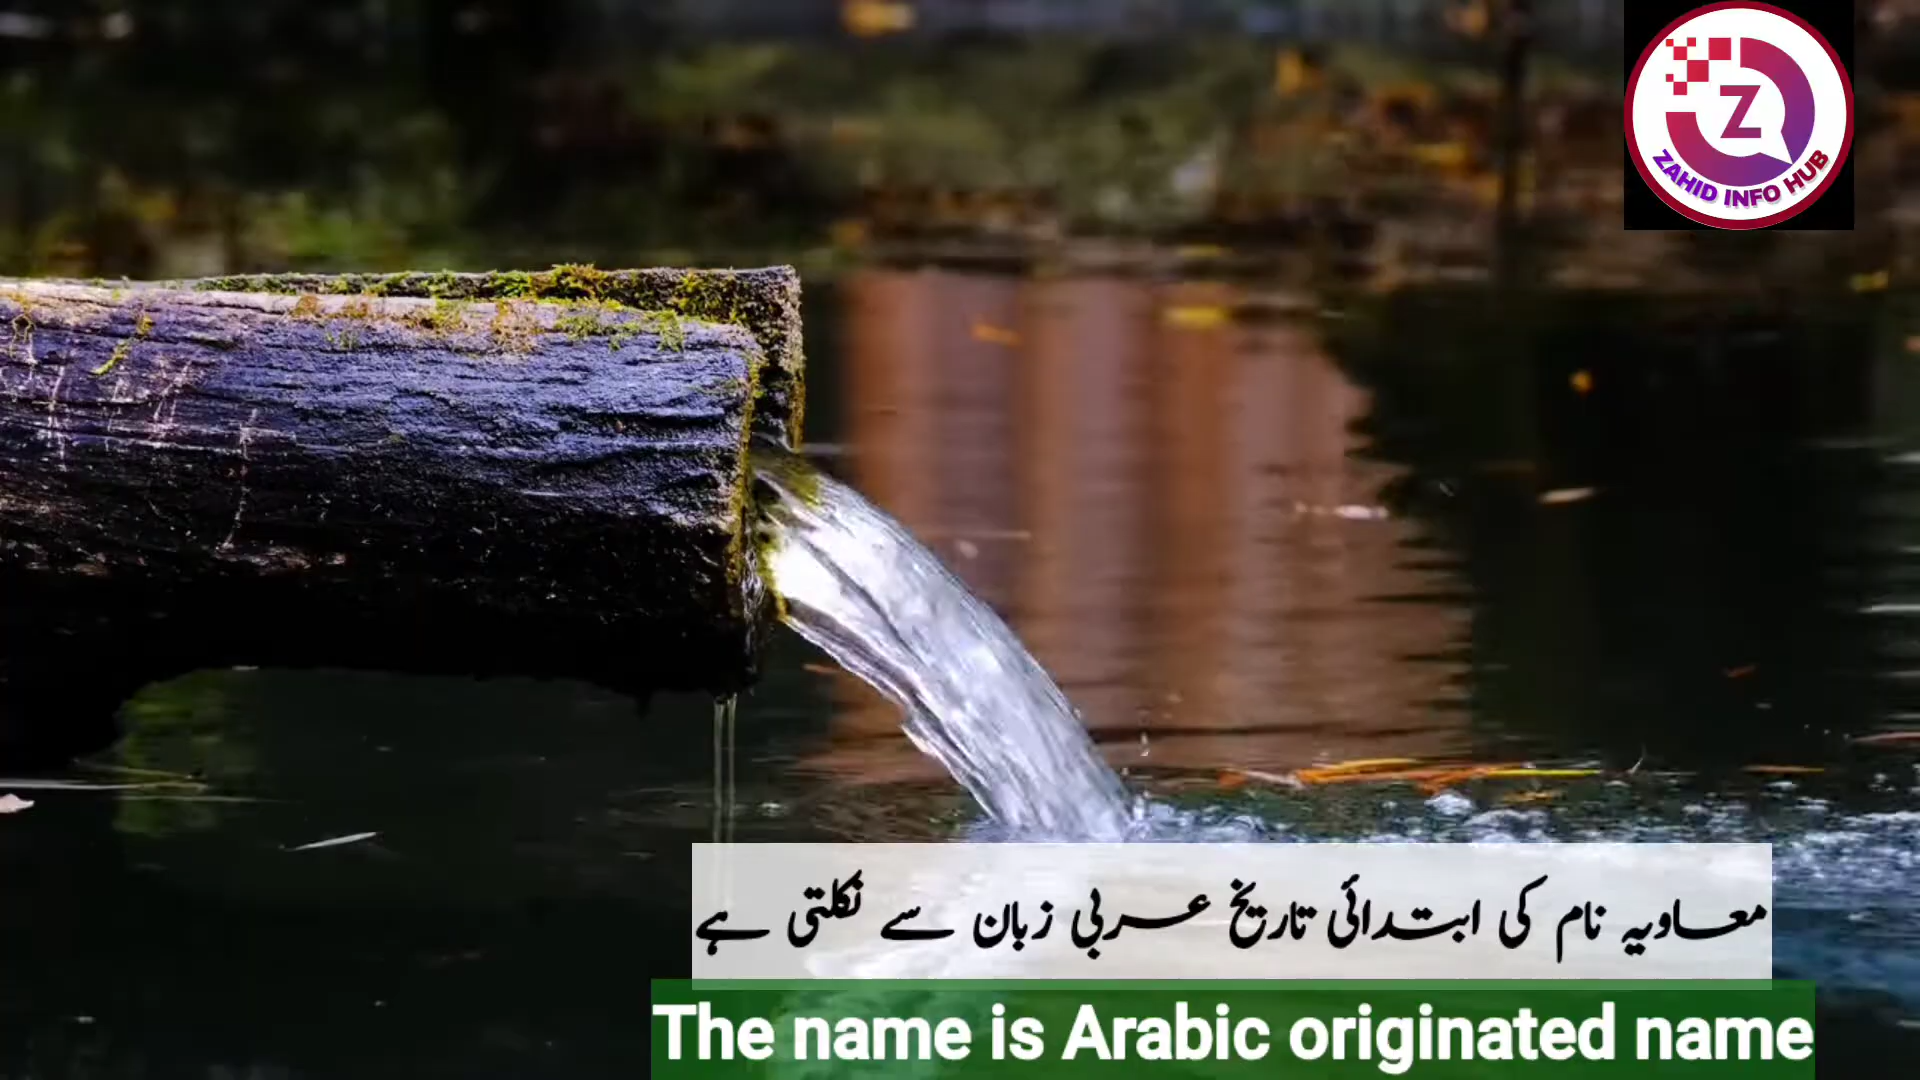 Z
ZAHID INFO HUB
معاویہ نام کی ابتدائی تاریخ عربی زبان سے نکلتی ہے
The name is Arabic originated name